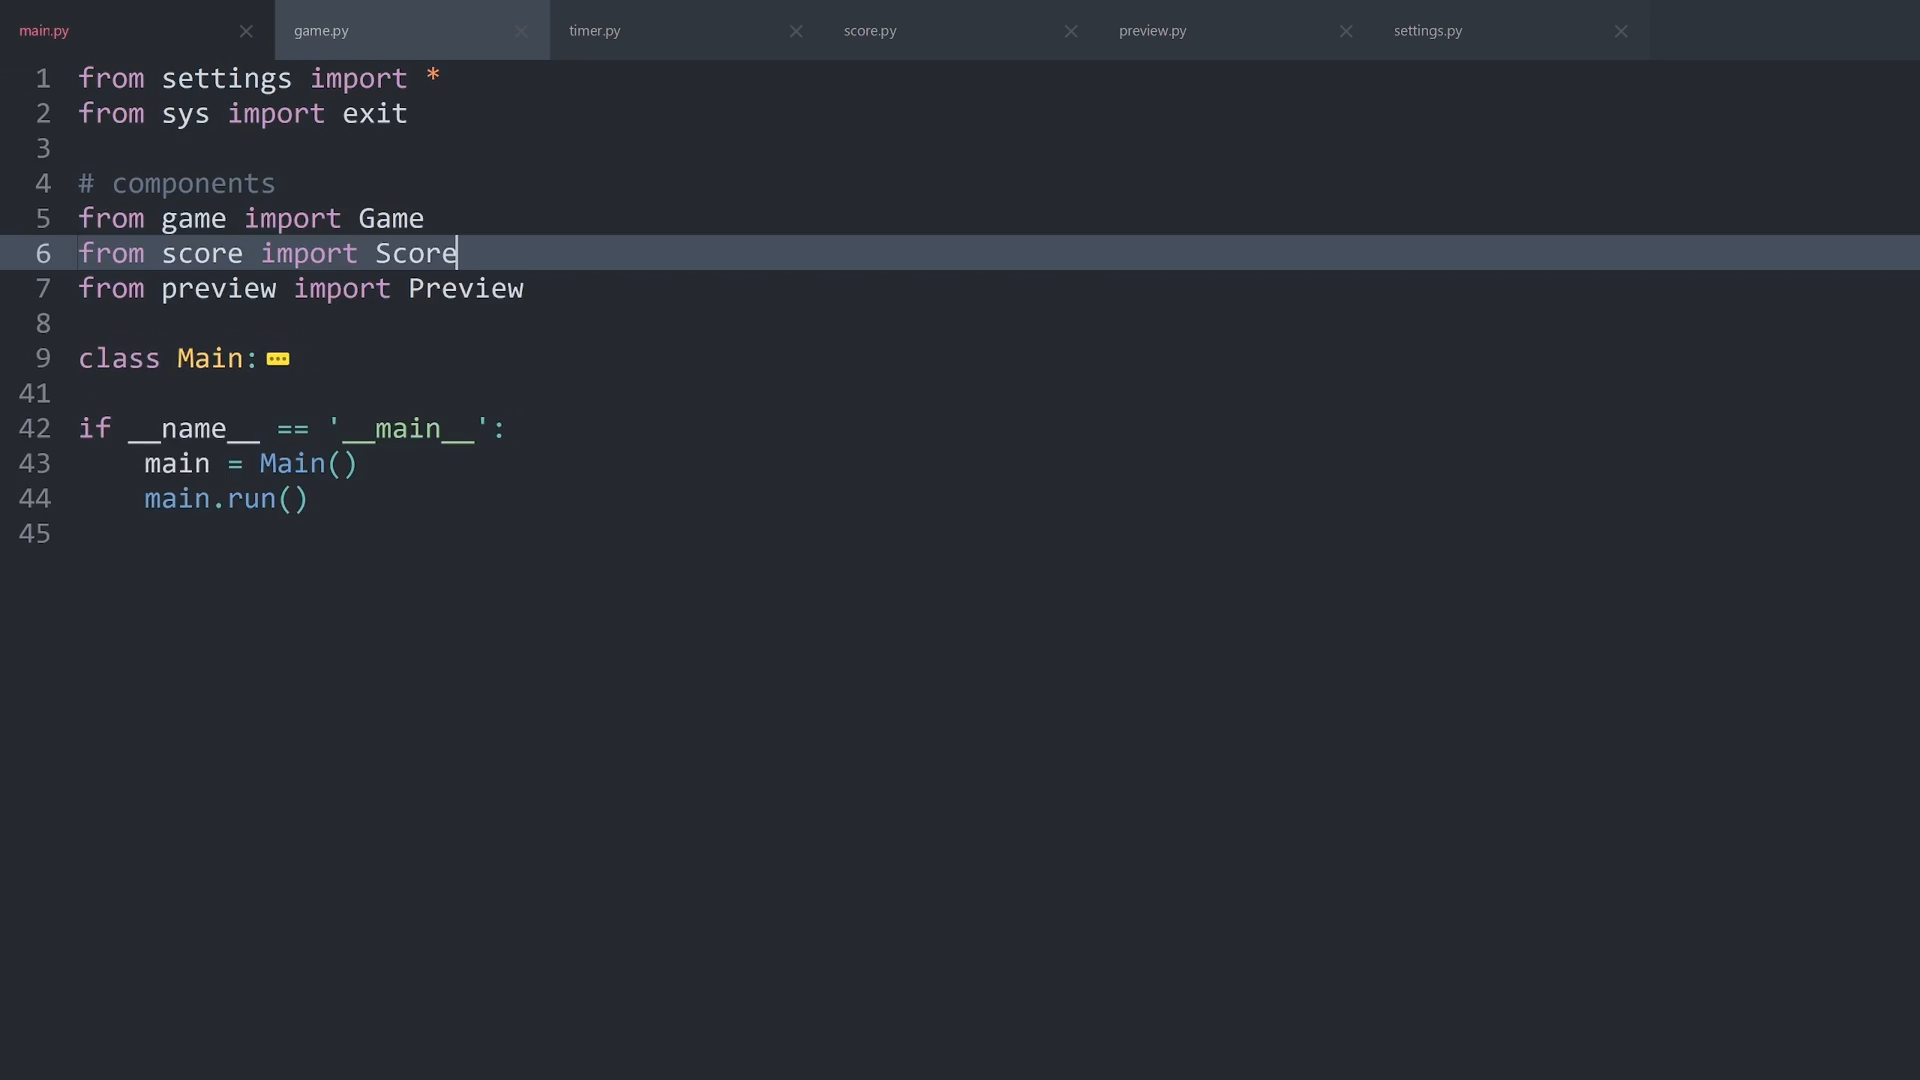 main.py game.py timer.py score.py preview.py settings.py
1 from settings import *
2 from sys import exit
3
4 # components
5 from game import Game
6 from score import Score
7 from preview import Preview
8
9 class Main:
41
42 if __name__ == '__main__':
43     main = Main()
44     main.run()
45